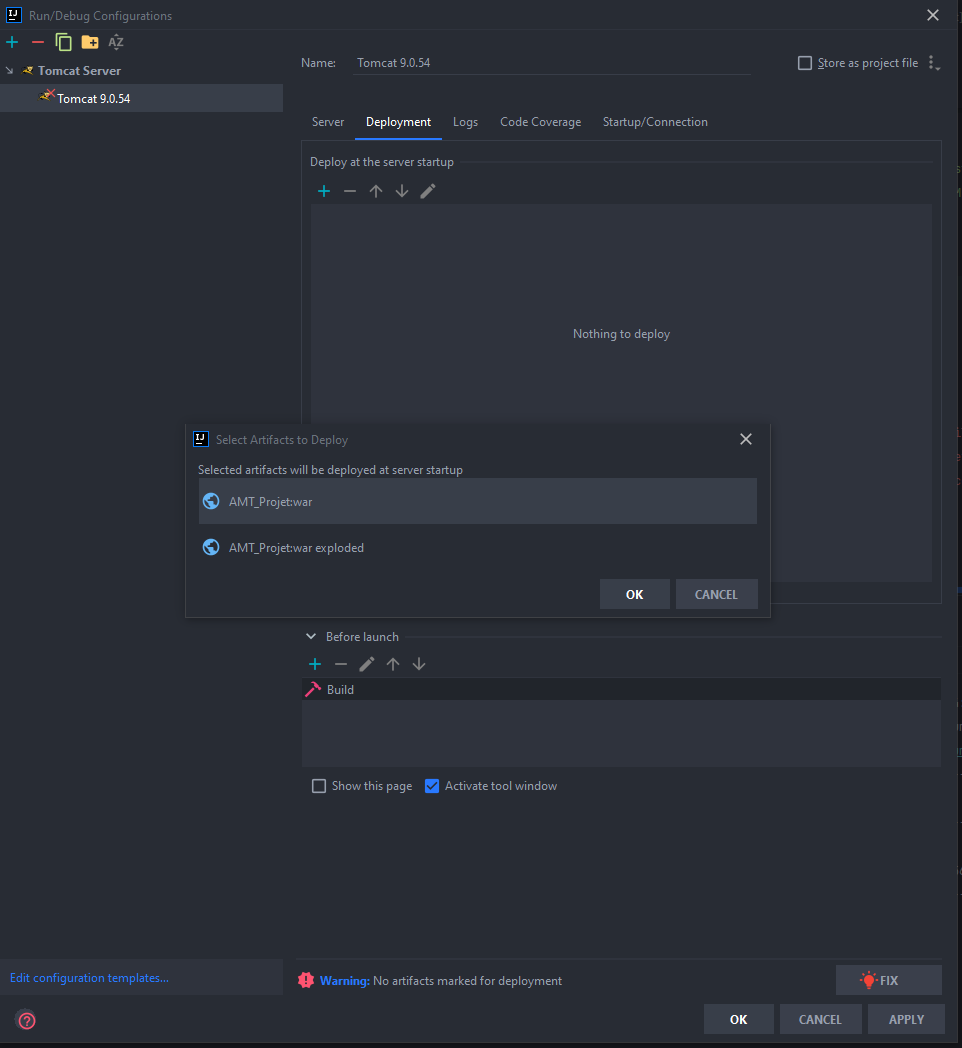 Run/Debug Configurations
Name: Tomcat 9.0.54
Store as project file
Tomcat Server
Tomcat 9.0.54
Server Deployment Logs Code Coverage Startup/Connection
Deploy at the server startup
Nothing to deploy
Select Artifacts to Deploy
Selected artifacts will be deployed at server startup
AMT_Projet:war
AMT_Projet:war exploded
OK CANCEL
Before launch
Build
Show this page Activate tool window
Edit configuration templates...
Warning: No artifacts marked for deployment
FIX
OK CANCEL APPLY